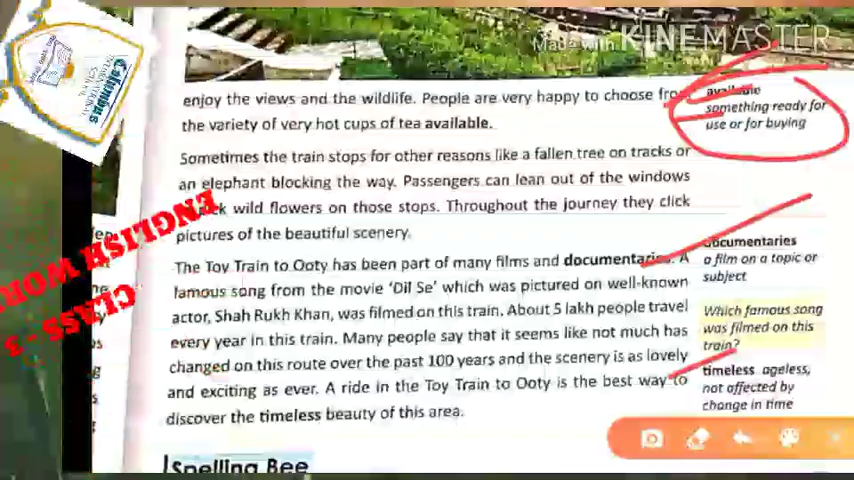 Made with KINEMASTER
Columbus
enjoy the views and the wildlife. People are very happy to choose from
the variety of very hot cups of tea available.
Sometimes the train stops for other reasons like a fallen tree on tracks or
an elephant blocking the way. Passengers can lean out of the windows
wild flowers on those stops. Throughout the journey they click
pictures of the beautiful scenery.
The Toy Train to Ooty has been part of many films and documentaries. A
famous song from the movie 'Dil Se' which was pictured on well-known
actor, Shah Rukh Khan, was filmed on this train. About 5 lakh people travel
every year in this train. Many people say that it seems like not much has
changed on this route over the past 100 years and the scenery is as lovely
and exciting as ever. A ride in the Toy Train to Ooty is the best way to
discover the timeless beauty of this area.
Spelling Bee
available
something ready for
use or for buying
documentaries
a film on a topic or
subject
Which famous song
was filmed on this
train?
timeless ageless,
not affected by
change in time
ENGLISH WOR
CLASS - 3